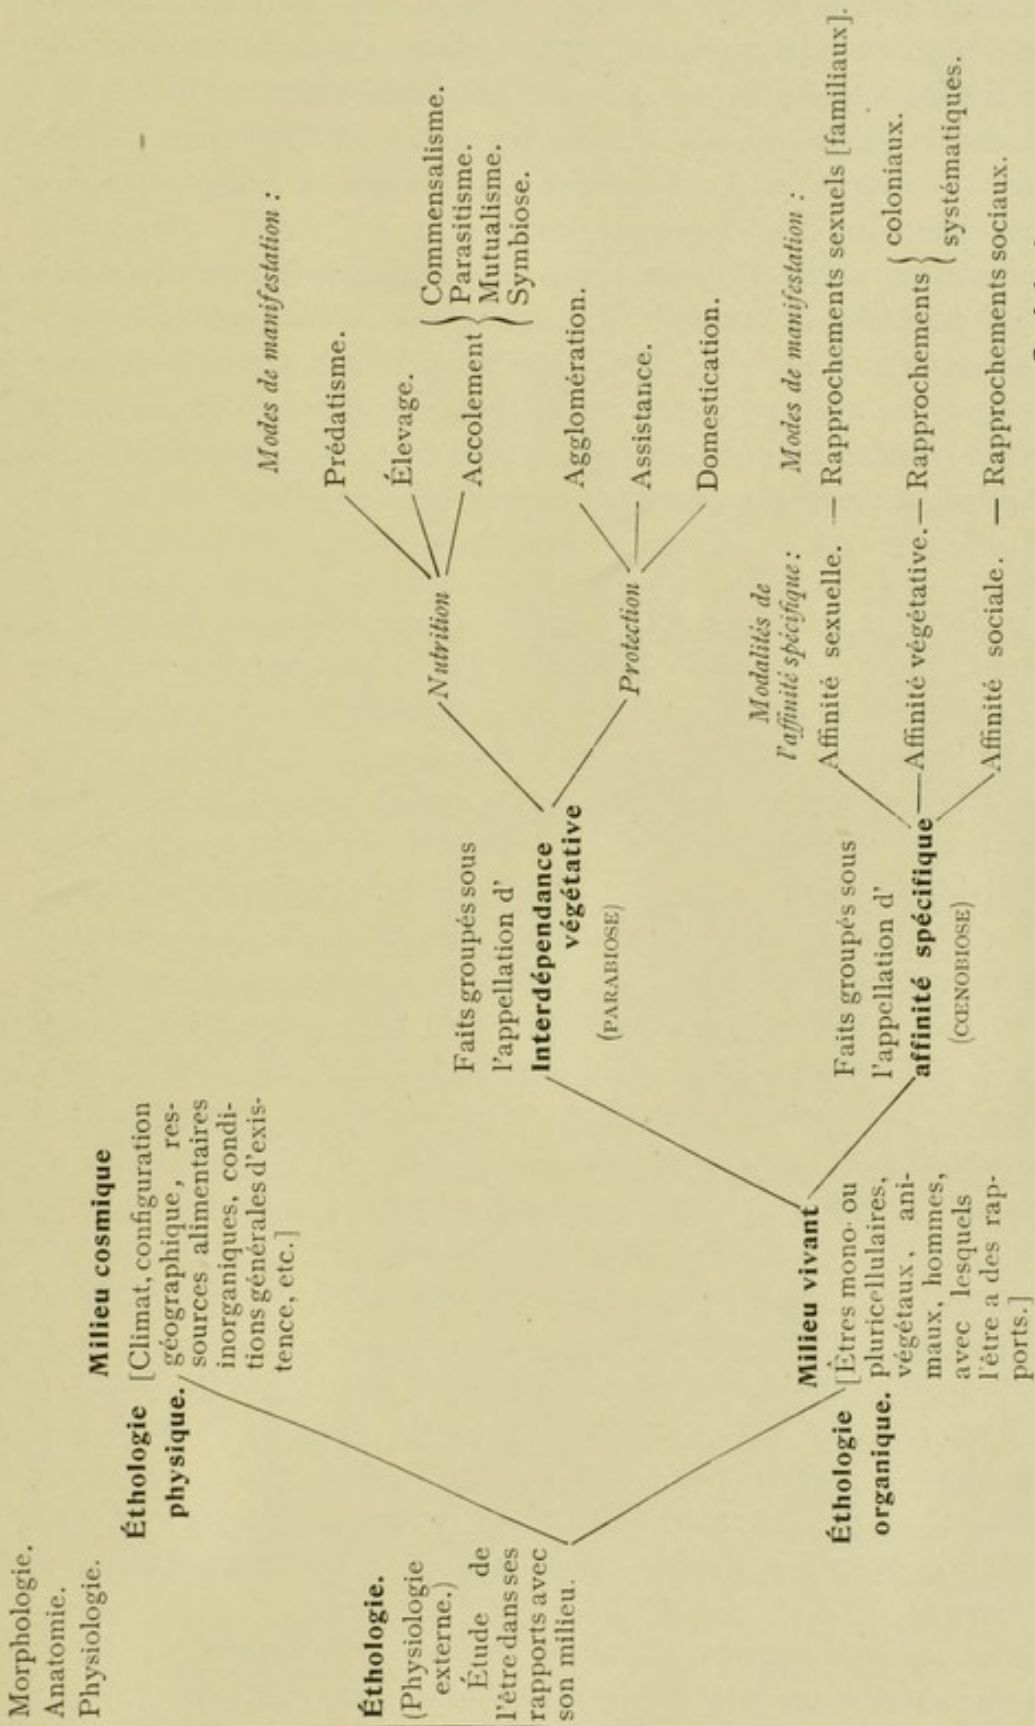 Morphologie.
Anatomie.
Physiologie.
Éthologie.
(Physiologie
externe.)
Étude de
l'être dans ses
rapports avec
son milieu.
Éthologie
physique.
Milieu cosmique
[Climat, configuration
géographique, res-
sources alimentaires
inorganiques, condi-
tions générales d'exis-
tence, etc.]
Éthologie
organique.
Milieu vivant
[Êtres mono- ou
pluricellulaires,
végétaux, ani-
maux, hommes,
avec lesquels
l'être a des rap-
ports.]
Faits groupés sous
l'appellation d'
Interdépendance
végétative
(PARABIOSE)
Nutrition
Protection
Modes de manifestation :
Prédatisme.
Élevage.
Accolement
Commensalisme.
Parasitisme.
Mutualisme.
Symbiose.
Agglomération.
Assistance.
Domestication.
Faits groupés sous
l'appellation d'
affinité spécifique
(CŒNOBIOSE)
Modalités de
l'affinité spécifique :
Modes de manifestation :
Affinité sexuelle. — Rapprochements sexuels [familiaux].
Affinité végétative. — Rapprochements
coloniaux.
systématiques.
Affinité sociale. — Rapprochements sociaux.